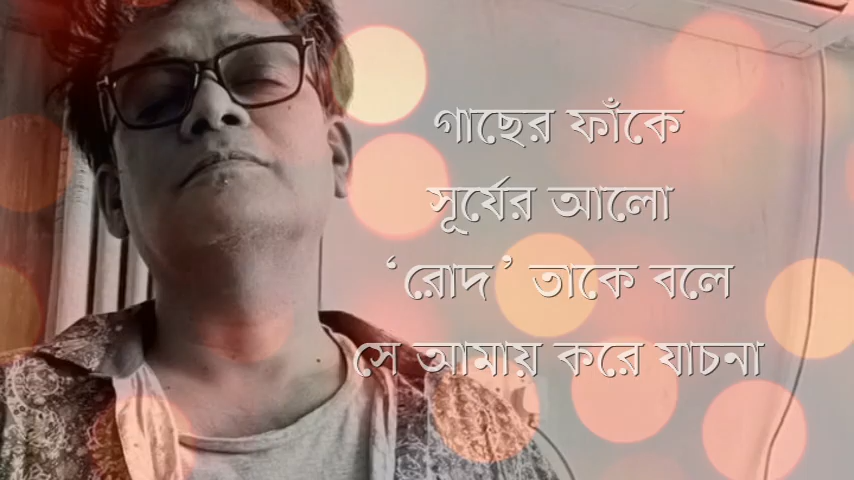 গাছের ফাঁকে
সূর্যের আলো
‘রোদ’ তাকে বলে
সে আমায় করে যাচনা